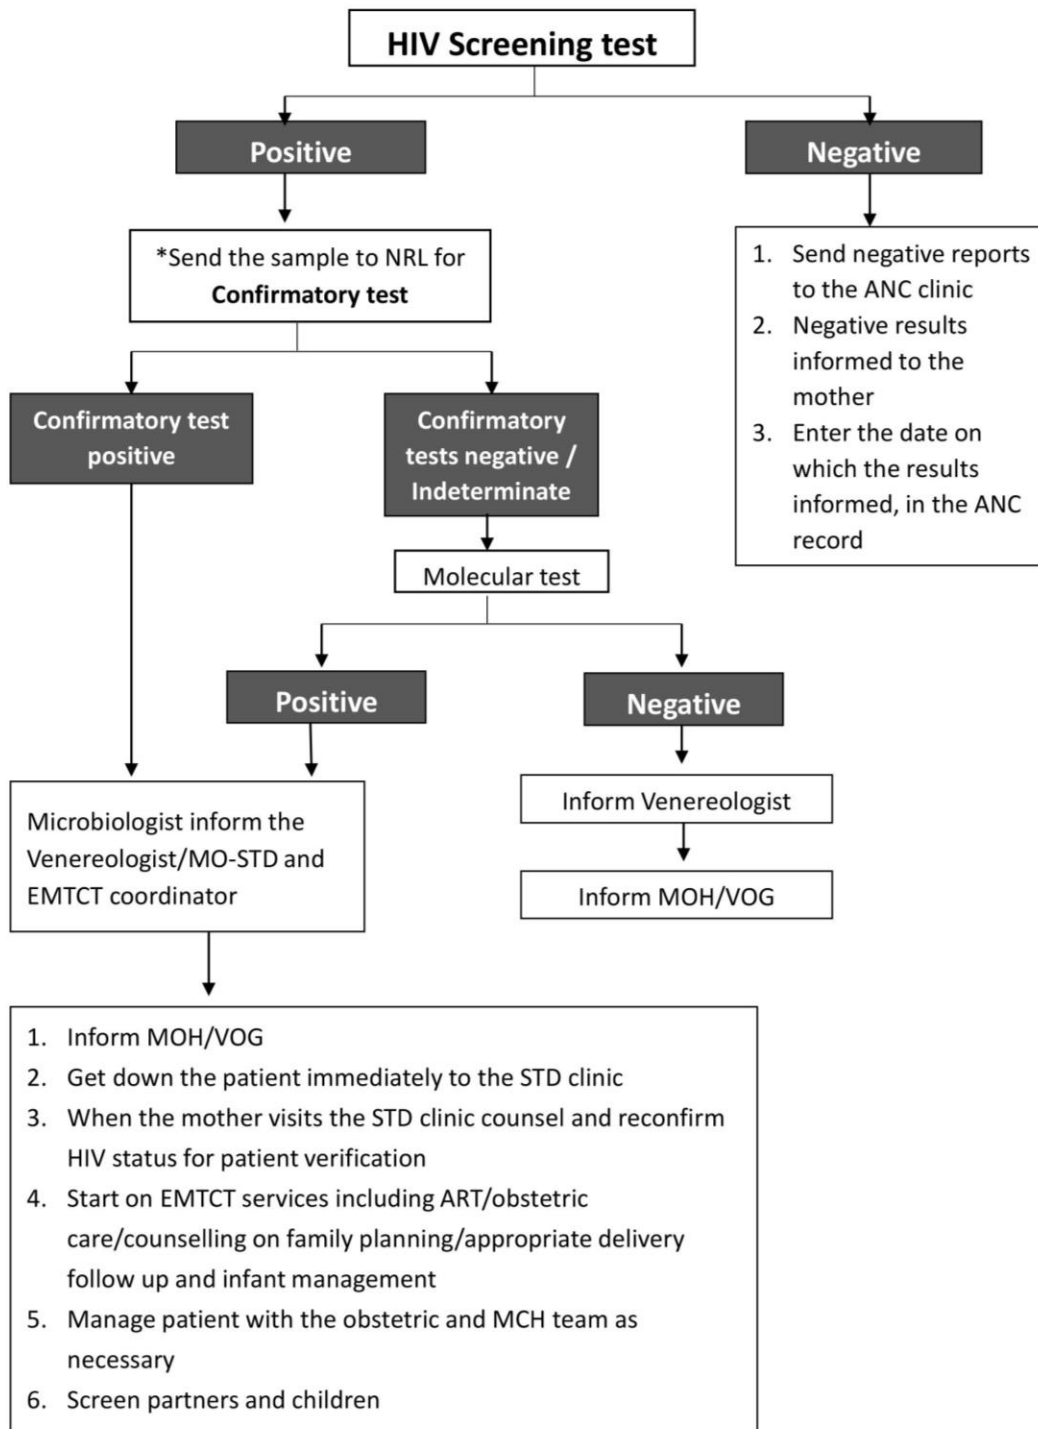 HIV Screening test
Positive
Negative
*Send the sample to NRL for
Confirmatory test
1. Send negative reports
to the ANC clinic
2. Negative results
informed to the
mother
3. Enter the date on
which the results
informed, in the ANC
record
Confirmatory test
positive
Confirmatory
tests negative /
Indeterminate
Molecular test
Positive
Negative
Microbiologist inform the
Venereologist/MO-STD and
EMTCT coordinator
Inform Venereologist
Inform MOH/VOG
1. Inform MOH/VOG
2. Get down the patient immediately to the STD clinic
3. When the mother visits the STD clinic counsel and reconfirm
HIV status for patient verification
4. Start on EMTCT services including ART/obstetric
care/counselling on family planning/appropriate delivery
follow up and infant management
5. Manage patient with the obstetric and MCH team as
necessary
6. Screen partners and children